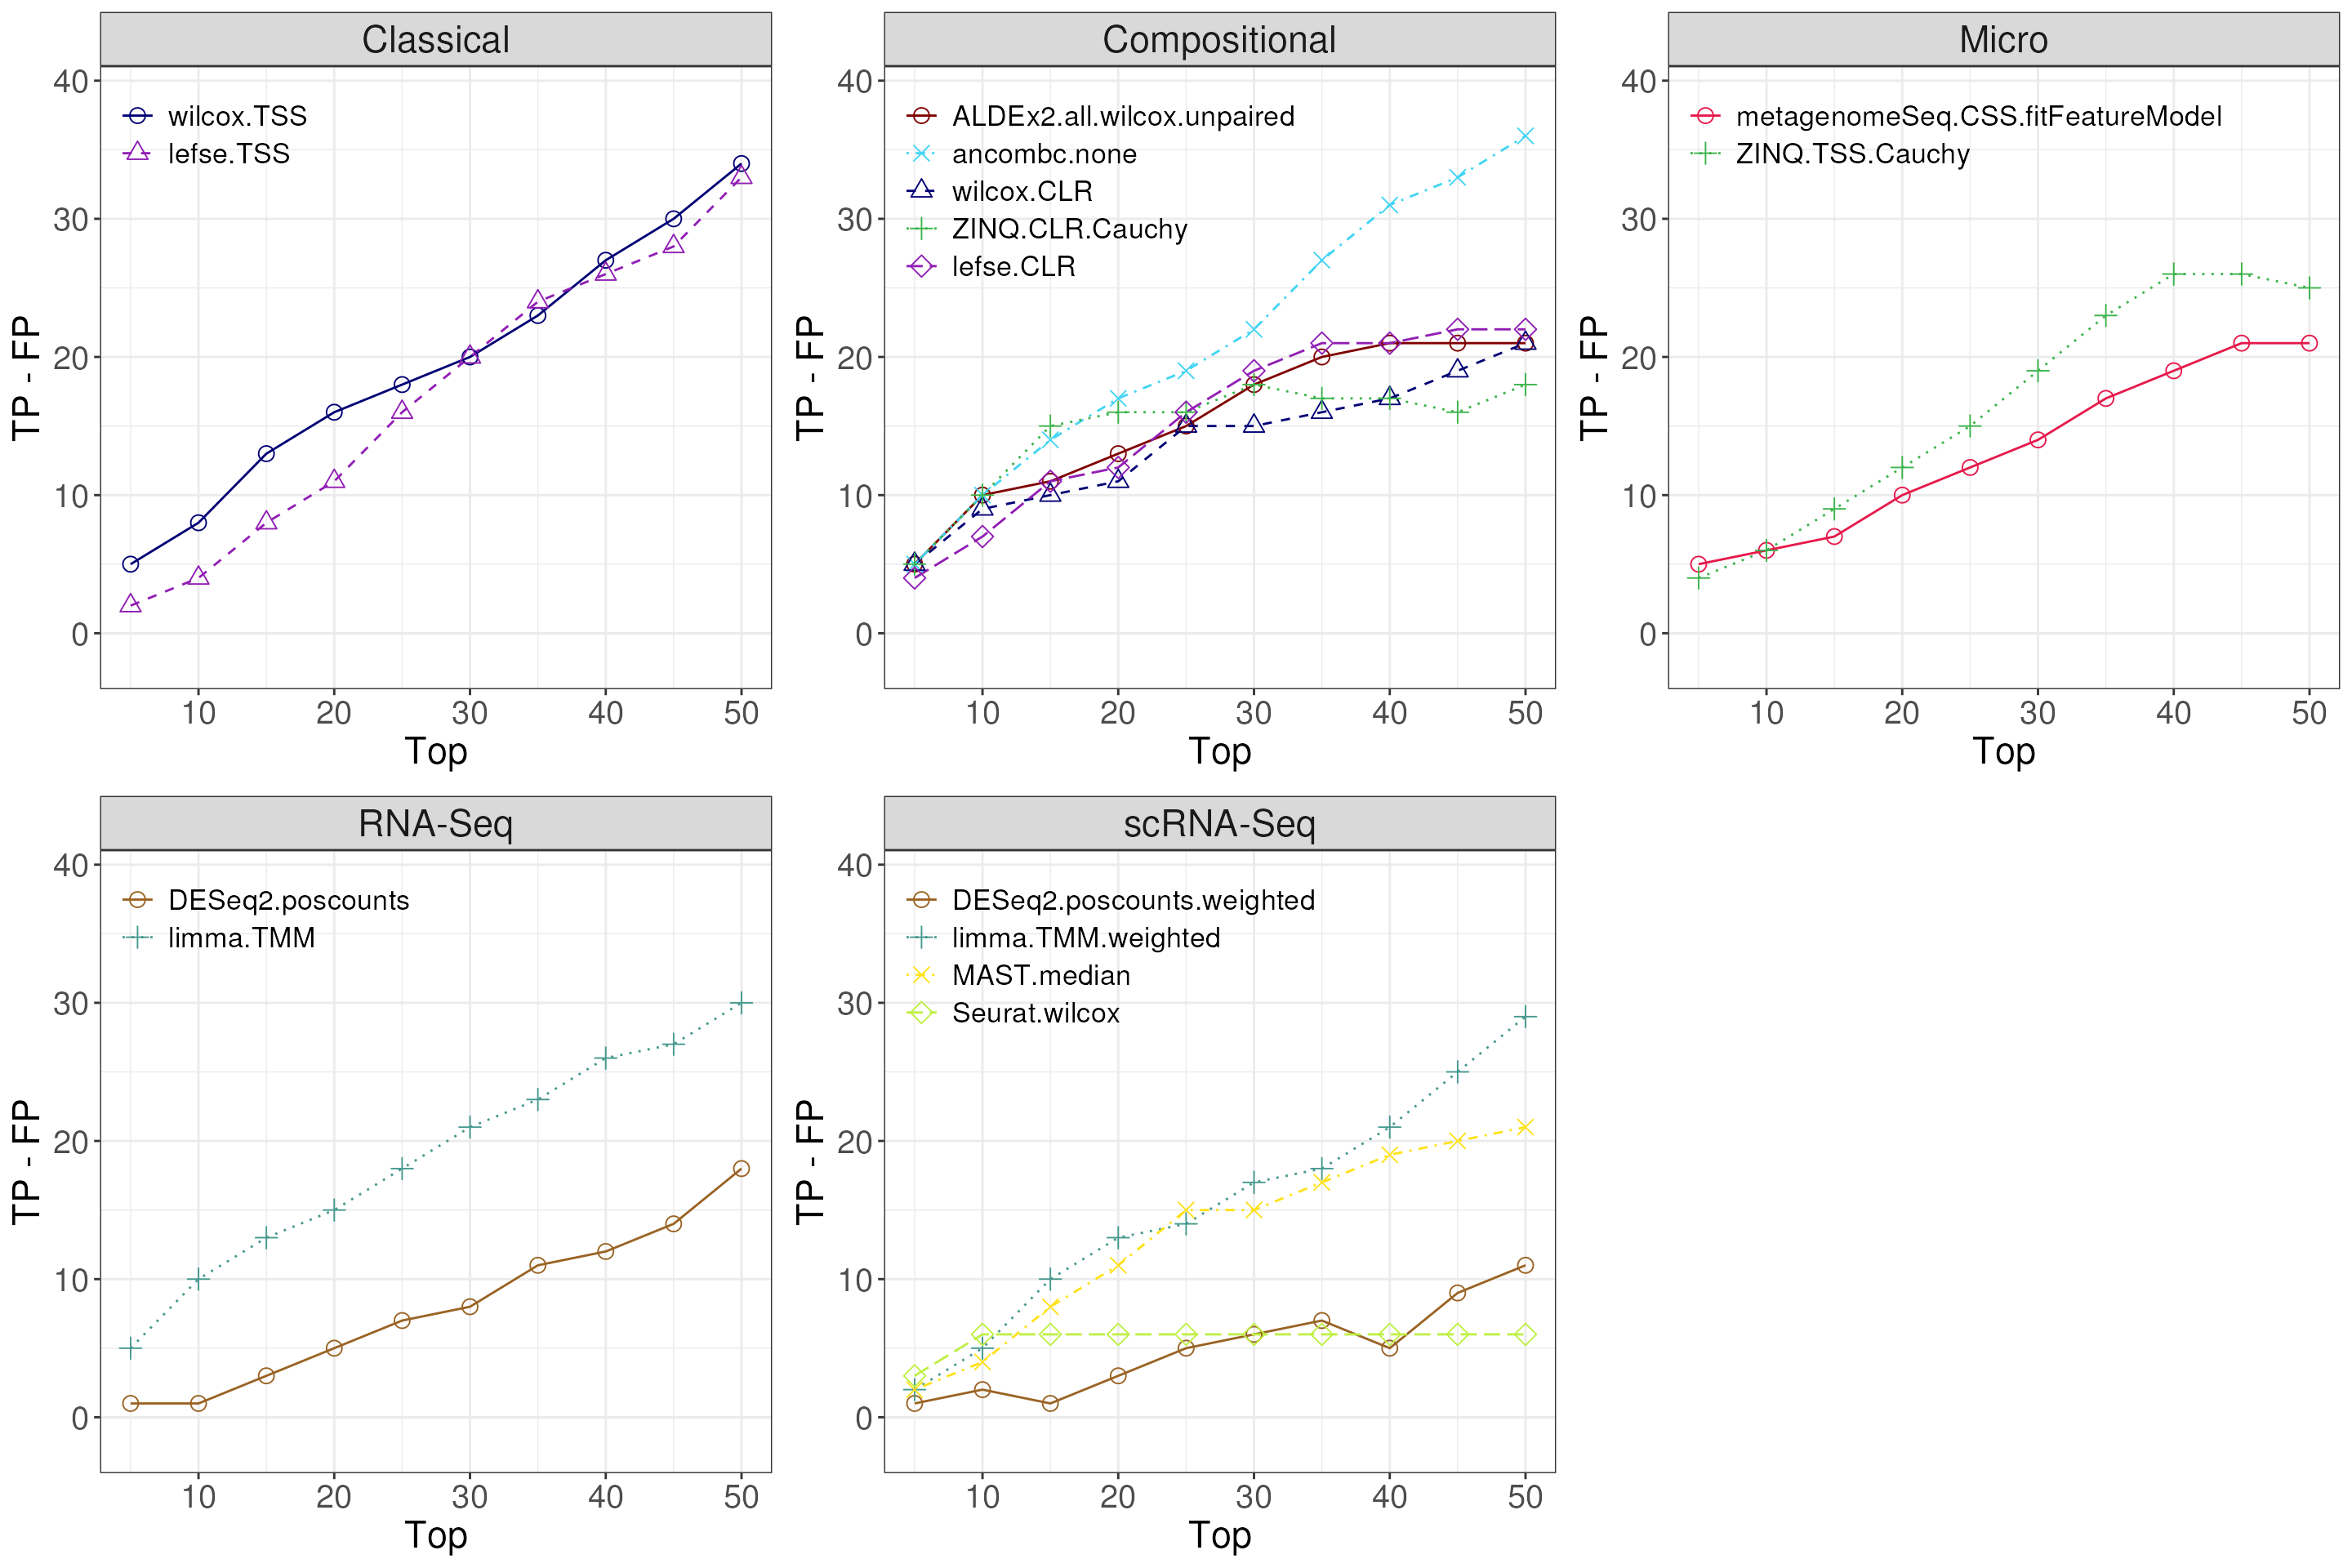 Classical
40
30
20
10
0
TP - FP
wilcox.TSS
lefse.TSS
10 20 30 40 50
Top
Compositional
40
30
20
10
0
TP - FP
ALDEx2.all.wilcox.unpaired
ancombc.none
wilcox.CLR
ZINQ.CLR.Cauchy
lefse.CLR
10 20 30 40 50
Top
Micro
40
30
20
10
0
TP - FP
metagenomeSeq.CSS.fitFeatureModel
ZINQ.TSS.Cauchy
10 20 30 40 50
Top
RNA-Seq
40
30
20
10
0
TP - FP
DESeq2.poscounts
limma.TMM
10 20 30 40 50
Top
scRNA-Seq
40
30
20
10
0
TP - FP
DESeq2.poscounts.weighted
limma.TMM.weighted
MAST.median
Seurat.wilcox
10 20 30 40 50
Top